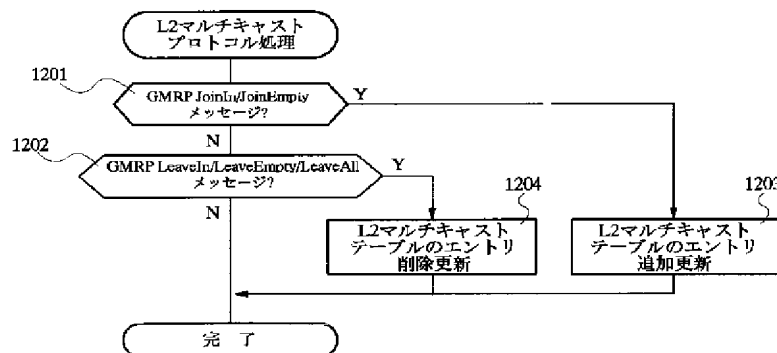 L2マルチキャスト
プロトコル処理
1201
GMRP JoinIn/JoinEmpty
メッセージ?
Y
N
1202
GMRP LeaveIn/LeaveEmpty/LeaveAll
メッセージ?
Y
N
1204
L2マルチキャスト
テーブルのエントリ
削除更新
1203
L2マルチキャスト
テーブルのエントリ
追加更新
完 了